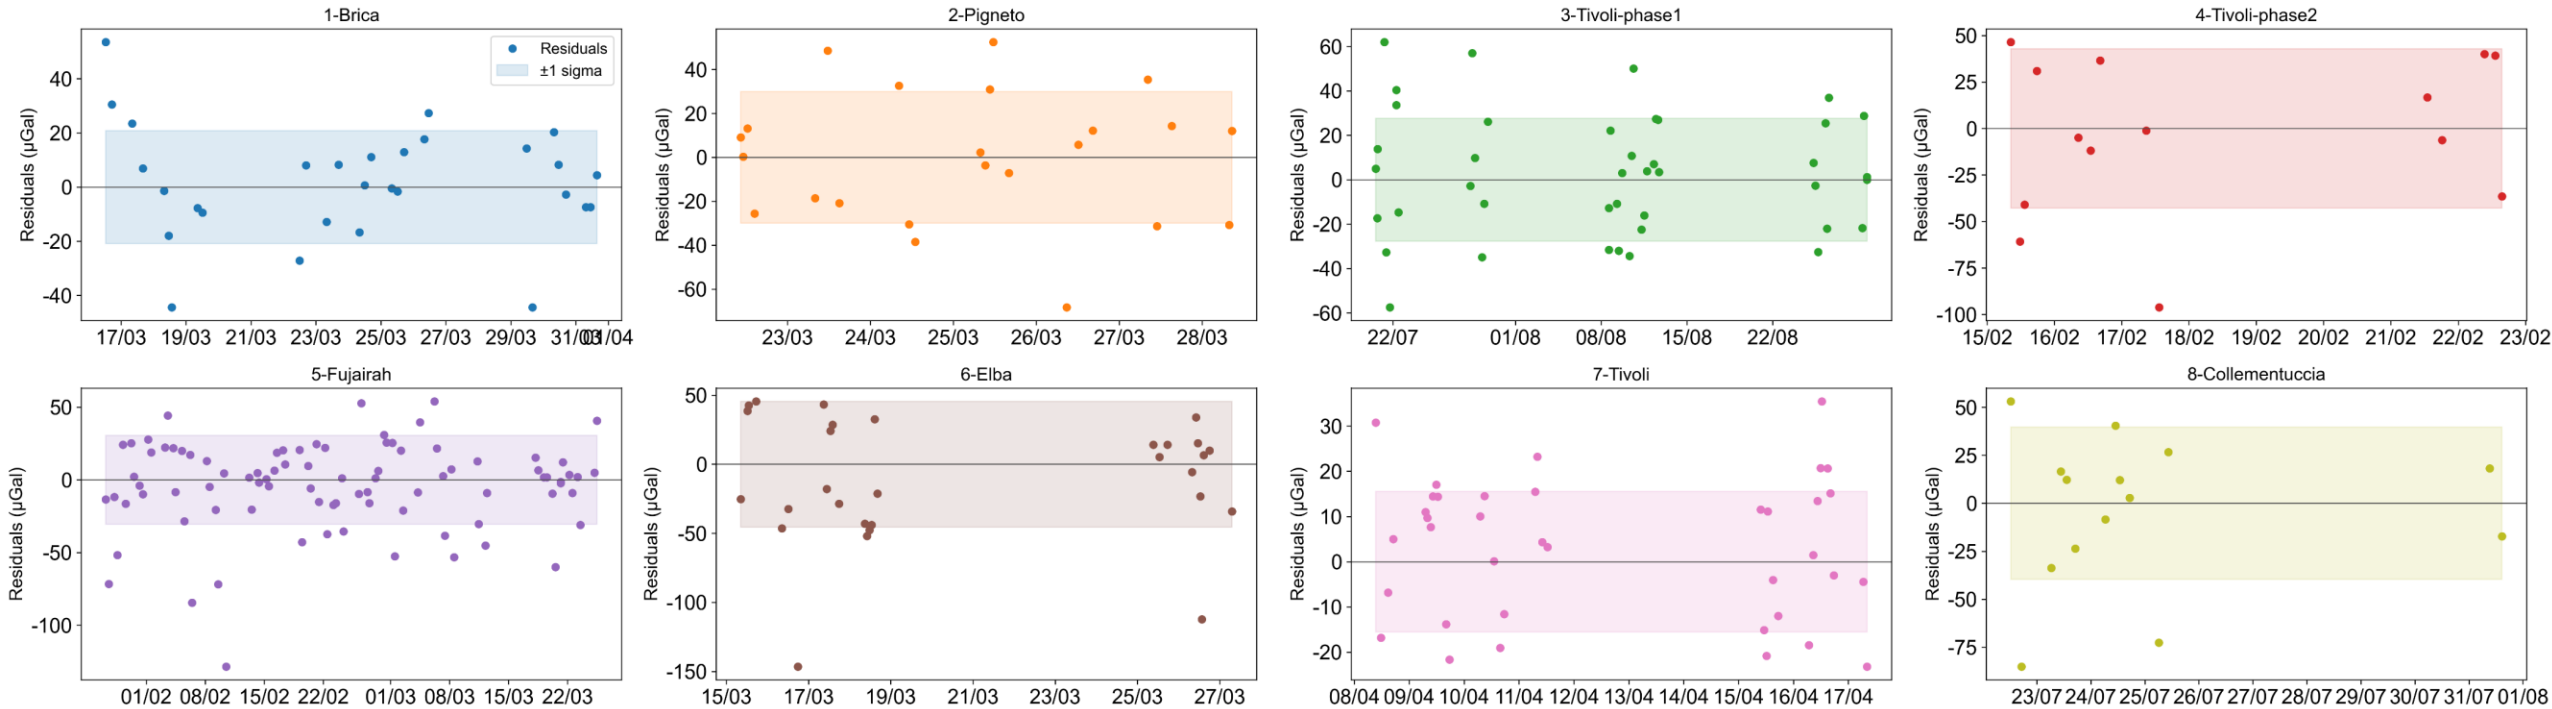 1-Brica
Residuals (µGal)
40
20
0
-20
-40
17/03 19/03 21/03 23/03 25/03 27/03 29/03 31/03 01/04
Residuals
±1 sigma
2-Pigneto
Residuals (µGal)
40
20
0
-20
-40
-60
23/03 24/03 25/03 26/03 27/03 28/03
3-Tivoli-phase1
Residuals (µGal)
60
40
20
0
-20
-40
-60
22/07 01/08 08/08 15/08 22/08
4-Tivoli-phase2
Residuals (µGal)
50
25
0
-25
-50
-75
-100
15/02 16/02 17/02 18/02 19/02 20/02 21/02 22/02 23/02
5-Fujairah
Residuals (µGal)
50
0
-50
-100
01/02 08/02 15/02 22/02 01/03 08/03 15/03 22/03
6-Elba
Residuals (µGal)
50
0
-50
-100
-150
15/03 17/03 19/03 21/03 23/03 25/03 27/03
7-Tivoli
Residuals (µGal)
30
20
10
0
-10
-20
08/04 09/04 10/04 11/04 12/04 13/04 14/04 15/04 16/04 17/04
8-Collementuccia
Residuals (µGal)
50
25
0
-25
-50
-75
23/07 24/07 25/07 26/07 27/07 28/07 29/07 30/07 31/07 01/08